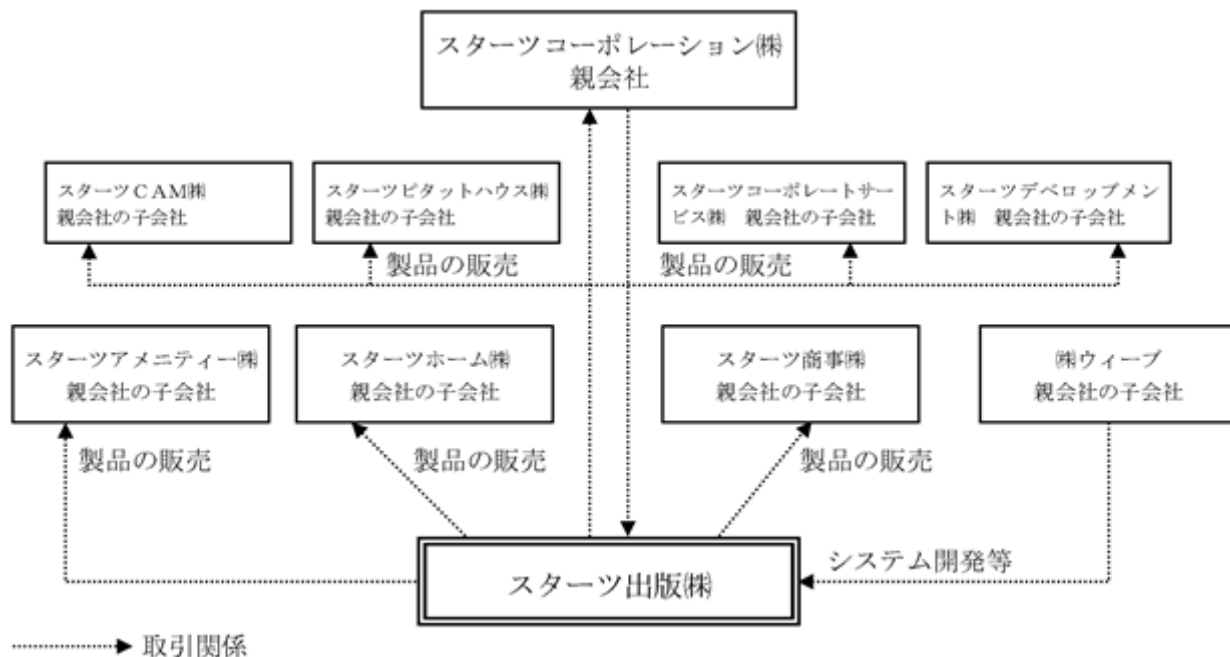 スターツコーポレーション㈱
親会社
スターツCAM㈱
親会社の子会社
スターツピタットハウス㈱
親会社の子会社
スターツコーポレートサー
ビス㈱　親会社の子会社
スターツデベロップメン
ト㈱　親会社の子会社
製品の販売
製品の販売
スターツアメニティー㈱
親会社の子会社
スターツホーム㈱
親会社の子会社
スターツ商事㈱
親会社の子会社
㈱ウィーブ
親会社の子会社
製品の販売
製品の販売
製品の販売
システム開発等
スターツ出版㈱
取引関係